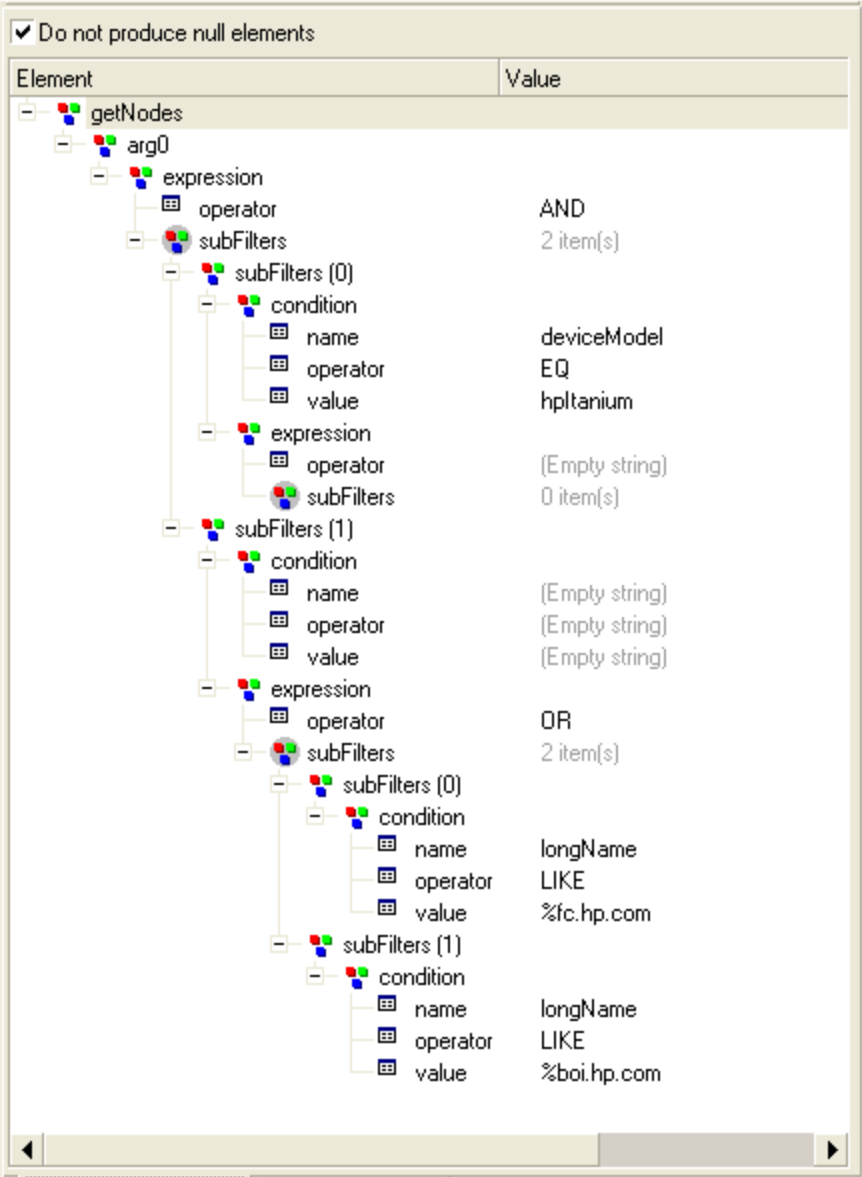 Do not produce null elements
Element Value
getNodes
arg0
expression
operator AND
subFilters 2 item(s)
subFilters (0)
condition
name deviceModel
operator EQ
value hpItanium
expression
operator (Empty string)
subFilters 0 item(s)
subFilters (1)
condition
name (Empty string)
operator (Empty string)
value (Empty string)
expression
operator OR
subFilters 2 item(s)
subFilters (0)
condition
name longName
operator LIKE
value %fc.hp.com
subFilters (1)
condition
name longName
operator LIKE
value %boi.hp.com